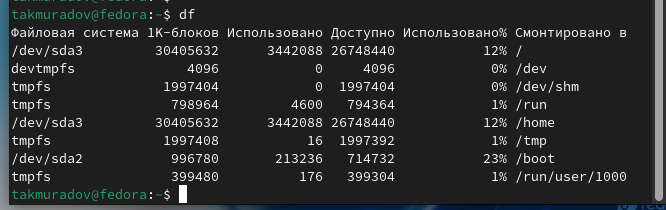 takmuradov@fedora:~$
takmuradov@fedora:~$ df
Файловая система 1K-блоков Использовано Доступно Использовано% Cмонтировано в
/dev/sda3 30405632 3442088 26748440 12% /
devtmpfs 4096 0 4096 0% /dev
tmpfs 1997404 0 1997404 0% /dev/shm
tmpfs 798964 4600 794364 1% /run
/dev/sda3 30405632 3442088 26748440 12% /home
tmpfs 1997408 16 1997392 1% /tmp
/dev/sda2 996780 213236 714732 23% /boot
tmpfs 399480 176 399304 1% /run/user/1000
takmuradov@fedora:~$